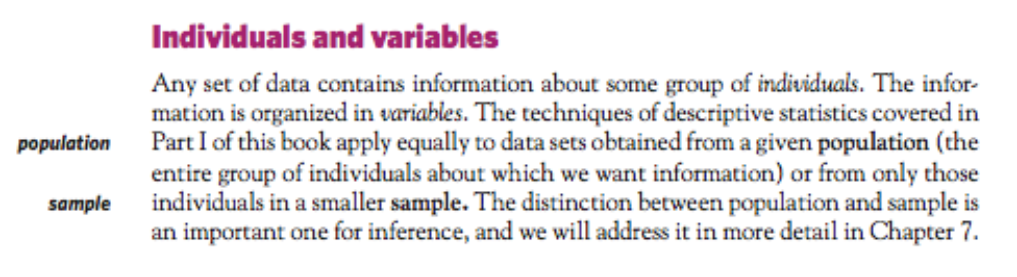 Individuals and variables
Any set of data contains information about some group of individuals. The infor-
mation is organized in variables. The techniques of descriptive statistics covered in
population
Part I of this book apply equally to data sets obtained from a given population (the
entire group of individuals about which we want information) or from only those
sample
individuals in a smaller sample. The distinction between population and sample is
an important one for inference, and we will address it in more detail in Chapter 7.